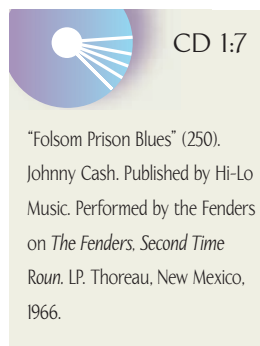 CD 1:7
“Folsom Prison Blues” (250).
Johnny Cash. Published by Hi-Lo
Music. Performed by the Fenders
on The Fenders, Second Time
Roun. LP. Thoreau, New Mexico,
1966.